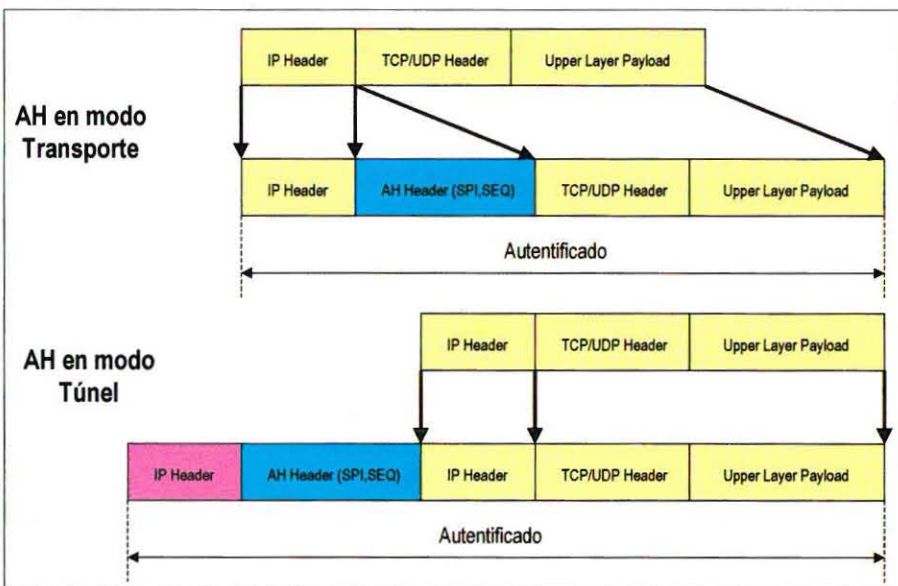 IP Header TCP/UDP Header Upper Layer Payload
AH en modo
Transporte
IP Header AH Header (SPI,SEQ) TCP/UDP Header Upper Layer Payload
Autentificado
AH en modo
Túnel
IP Header TCP/UDP Header Upper Layer Payload
IP Header AH Header (SPI,SEQ) IP Header TCP/UDP Header Upper Layer Payload
Autentificado